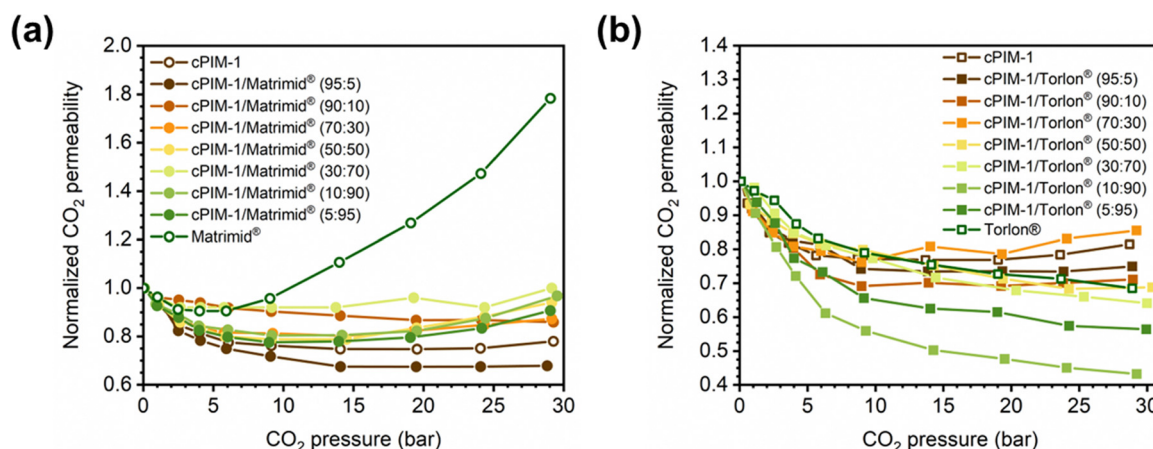 (a)
2.0
1.8
1.6
1.4
1.2
1.0
0.8
0.6
Normalized CO₂ permeability
cPIM-1
cPIM-1/Matrimid® (95:5)
cPIM-1/Matrimid® (90:10)
cPIM-1/Matrimid® (70:30)
cPIM-1/Matrimid® (50:50)
cPIM-1/Matrimid® (30:70)
cPIM-1/Matrimid® (10:90)
cPIM-1/Matrimid® (5:95)
Matrimid®
0 5 10 15 20 25 30
CO₂ pressure (bar)
(b)
1.4
1.3
1.2
1.1
1.0
0.9
0.8
0.7
0.6
0.5
0.4
Normalized CO₂ permeability
cPIM-1
cPIM-1/Torlon® (95:5)
cPIM-1/Torlon® (90:10)
cPIM-1/Torlon® (70:30)
cPIM-1/Torlon® (50:50)
cPIM-1/Torlon® (30:70)
cPIM-1/Torlon® (10:90)
cPIM-1/Torlon® (5:95)
Torlon®
0 5 10 15 20 25 30
CO₂ pressure (bar)